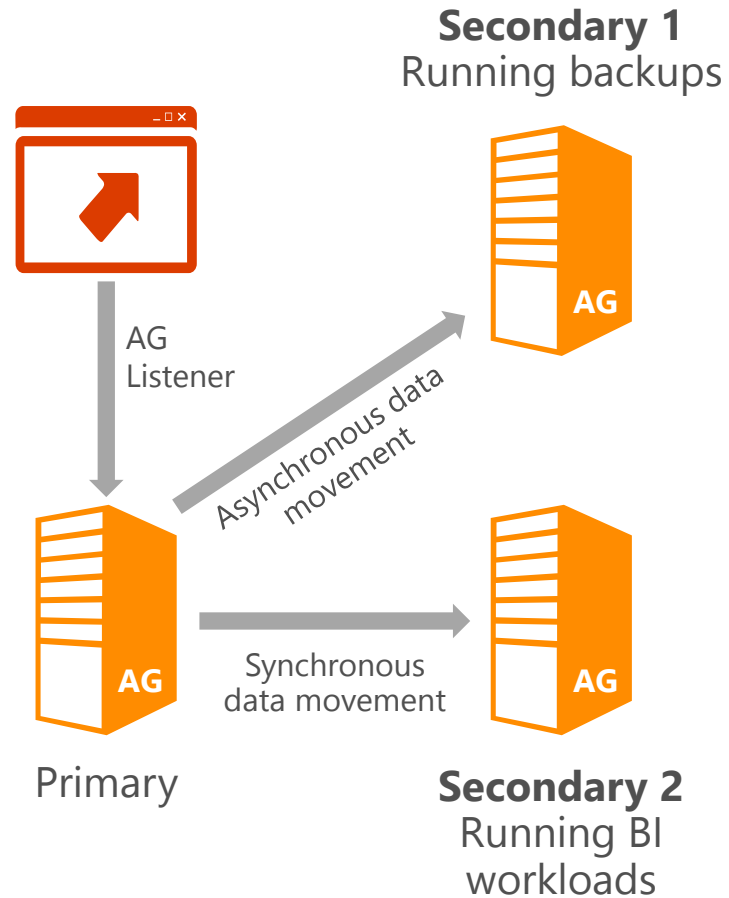 Secondary 1
Running backups
AG
AG
Listener
Asynchronous data
movement
AG
Synchronous
data movement
AG
Primary
Secondary 2
Running BI
workloads